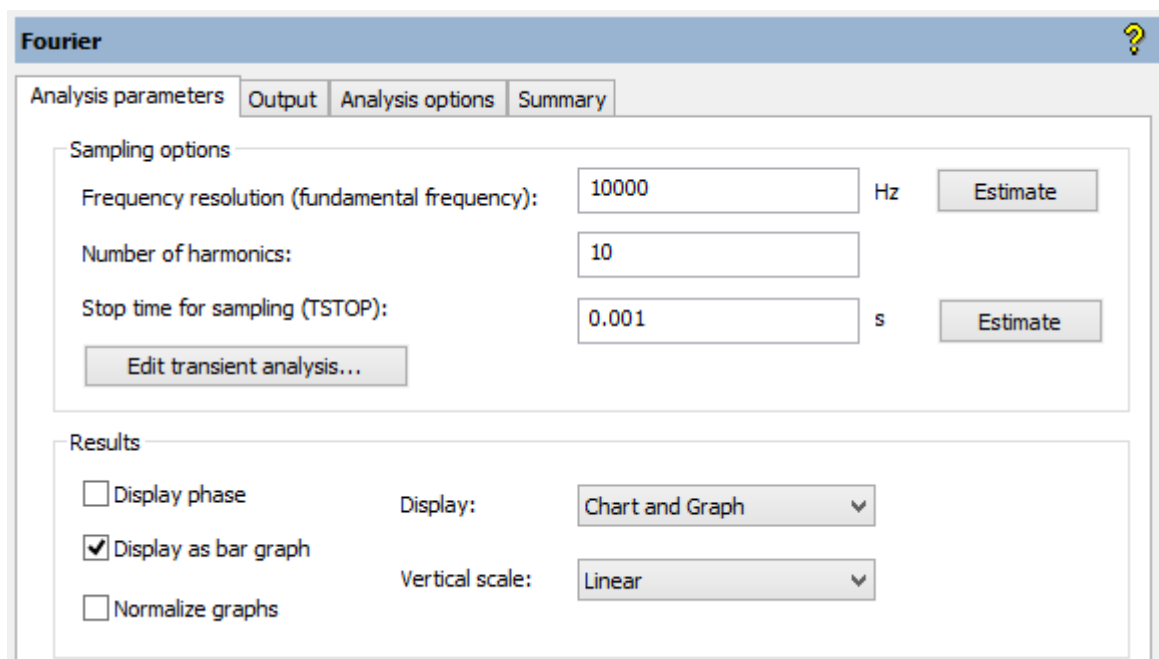 Fourier
Analysis parameters Output Analysis options Summary
Sampling options
Frequency resolution (fundamental frequency): 10000 Hz Estimate
Number of harmonics: 10
Stop time for sampling (TSTOP): 0.001 s Estimate
Edit transient analysis...
Results
Display phase Display: Chart and Graph
Display as bar graph
Vertical scale: Linear
Normalize graphs